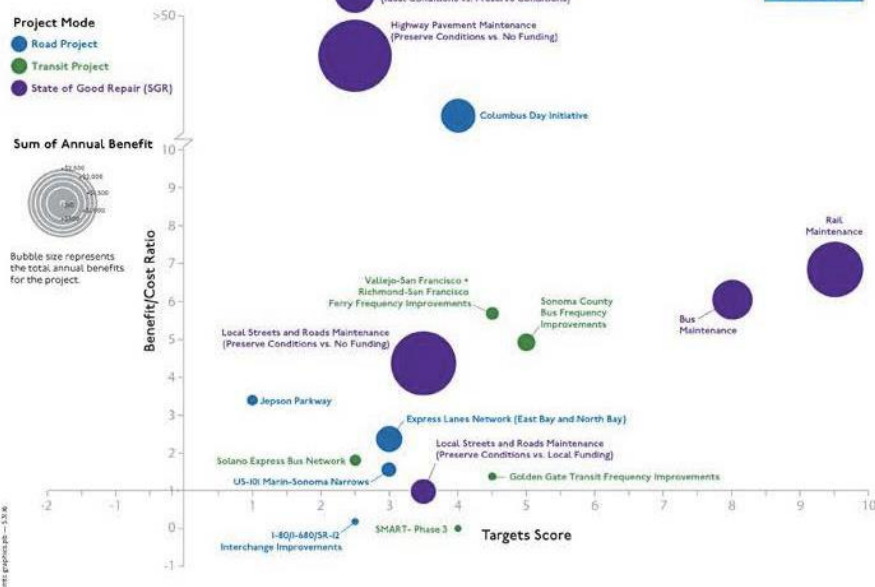 Project Mode
Road Project
Transit Project
State of Good Repair (SGR)
Sum of Annual Benefit
Bubble size represents
the total annual benefits
for the project.
Benefit/Cost Ratio
>50
10
9
8
7
6
5
4
3
2
1
0
-1
-2
-1
1
2
3
4
5
6
7
8
9
10
Targets Score
Highway Pavement Maintenance
(Preserve Conditions vs. No Funding)
Columbus Day Initiative
Rail
Maintenance
Bus
Maintenance
Vallejo-San Francisco +
Richmond-San Francisco
Ferry Frequency Improvements
Sonoma County
Bus Frequency
Improvements
Local Streets and Roads Maintenance
(Preserve Conditions vs. No Funding)
Jepson Parkway
Express Lanes Network (East Bay and North Bay)
Local Streets and Roads Maintenance
(Preserve Conditions vs. Local Funding)
Solano Express Bus Network
US-101 Marin-Sonoma Narrows
Golden Gate Transit Frequency Improvements
I-80/I-680/SR-12
Interchange Improvements
SMART- Phase 3